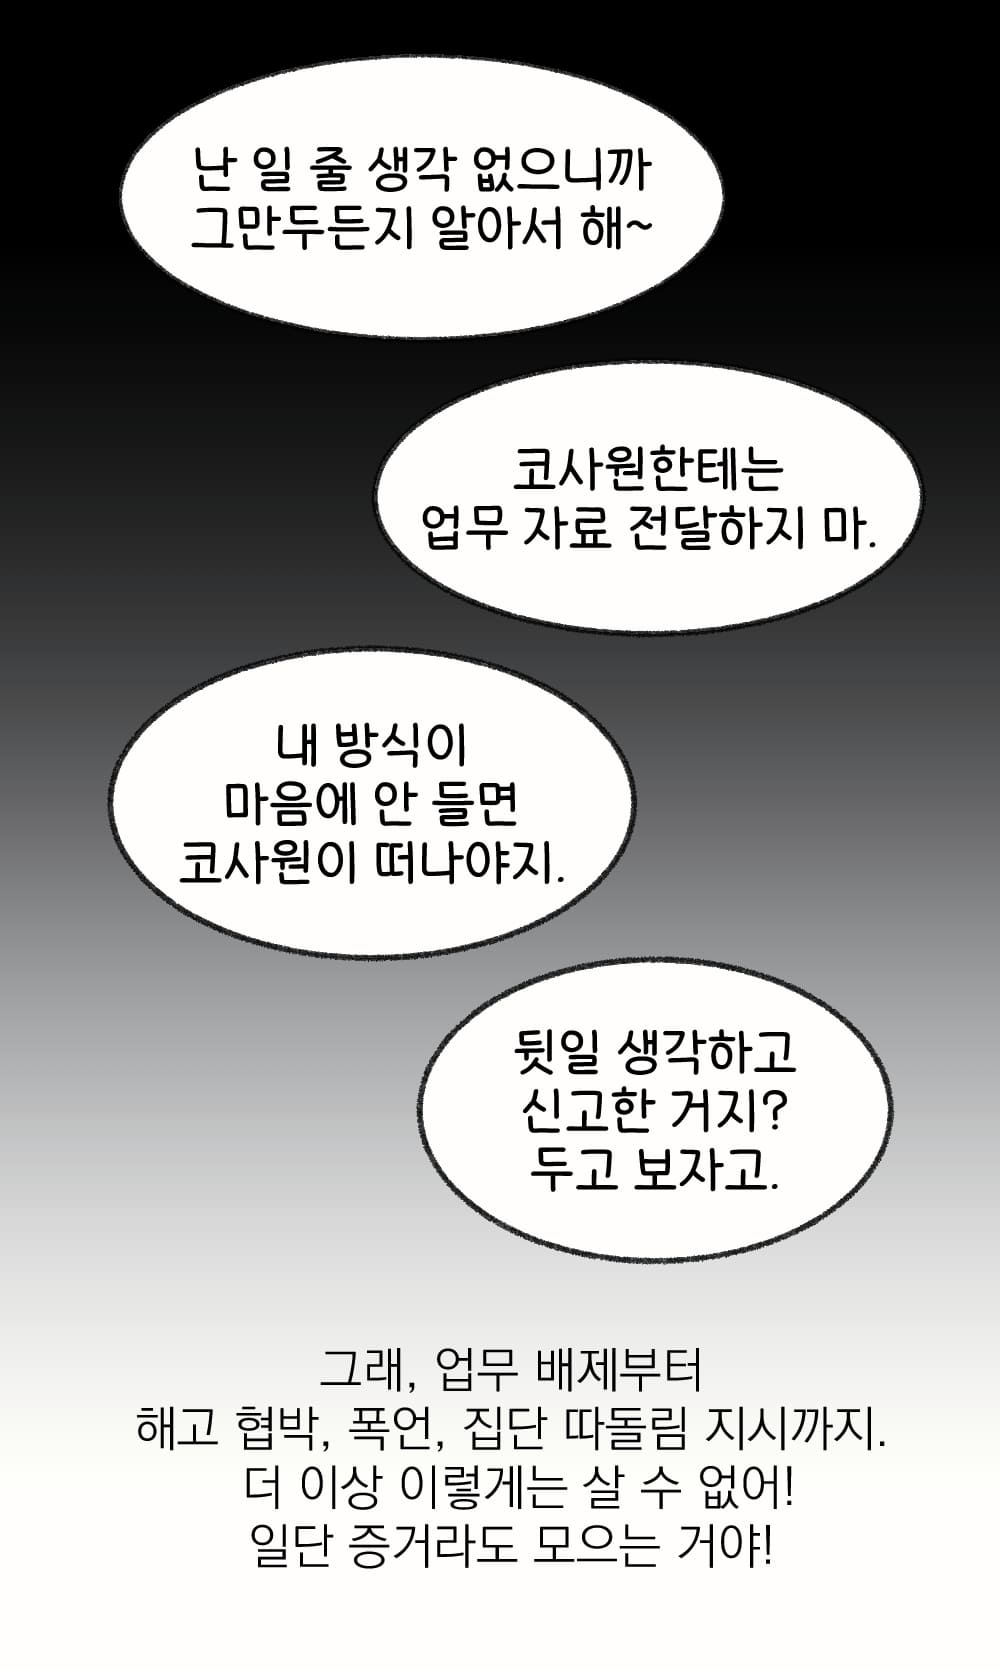 난 일 줄 생각 없으니까
그만두든지 알아서 해~
코사원한테는
업무 자료 전달하지 마.
내 방식이
마음에 안 들면
코사원이 떠나야지.
뒷일 생각하고
신고한 거지?
두고 보자고.
그래, 업무 배제부터
해고 협박, 폭언, 집단 따돌림 지시까지.
더 이상 이렇게는 살 수 없어!
일단 증거라도 모으는 거야!